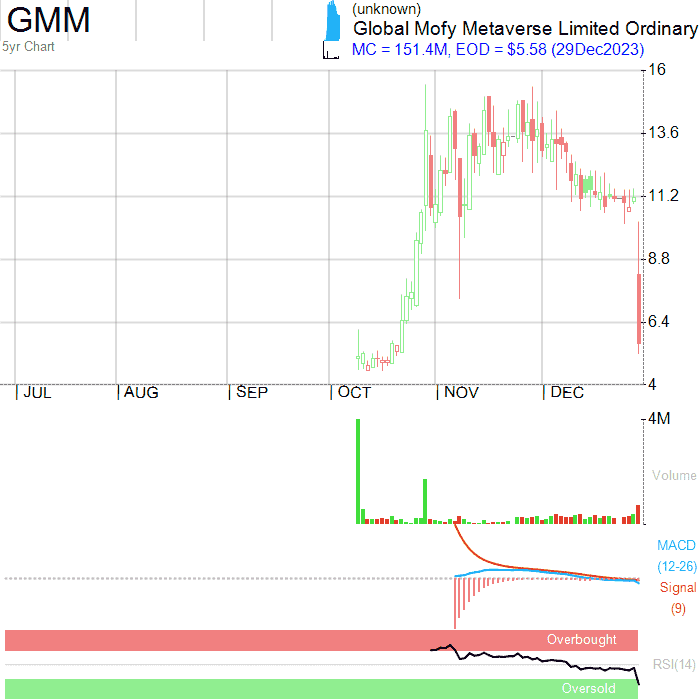 GMM
5yr Chart
(unknown)
Global Mofy Metaverse Limited Ordinary
MC = 151.4M, EOD = $5.58 (29Dec2023)
16
13.6
11.2
8.8
6.4
4
JUL AUG SEP OCT NOV DEC
4M
Volume
MACD
(12-26)
Signal
(9)
Overbought
RSI(14)
Oversold